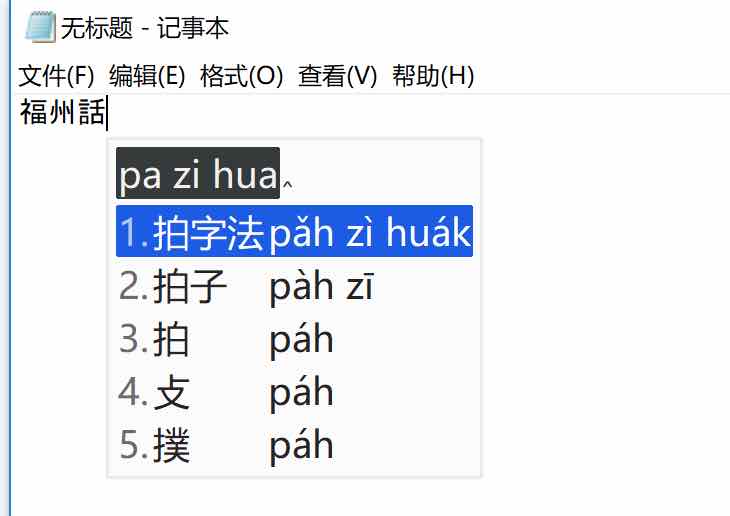 无标题 - 记事本
文件(F) 编辑(E) 格式(O) 查看(V) 帮助(H)
福州話
pa zi hua‸
1. 拍字法 pǎh zì huák
2. 拍子 pàh zī
3. 拍 páh
4. 攴 páh
5. 撲 páh